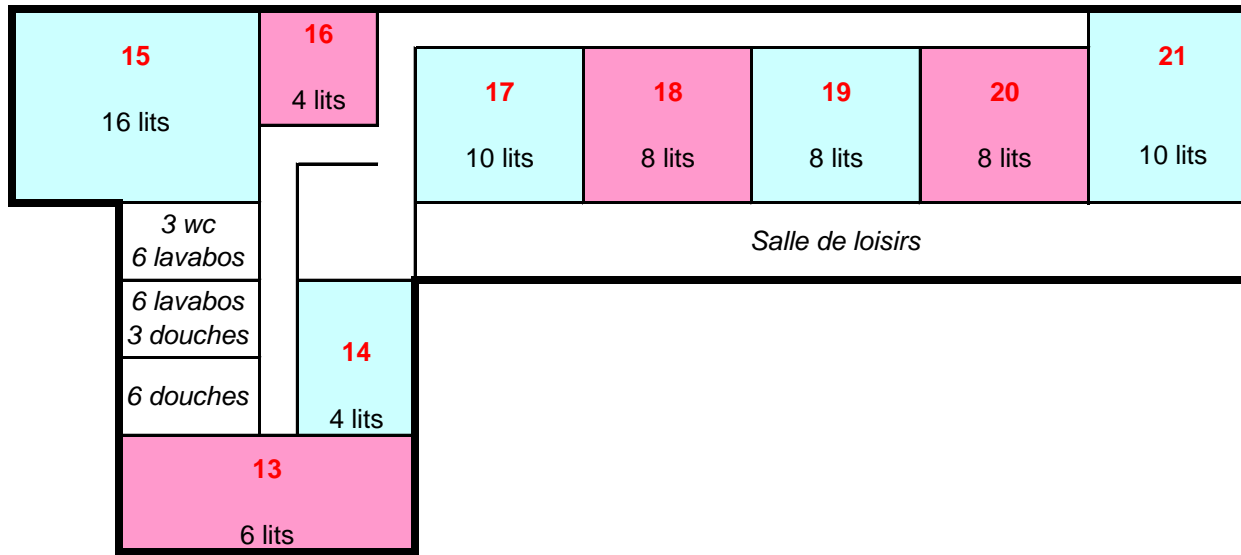 15
16 lits
16
4 lits
17
10 lits
18
8 lits
19
8 lits
20
8 lits
21
10 lits
3 wc
6 lavabos
Salle de loisirs
6 lavabos
3 douches
6 douches
14
4 lits
13
6 lits